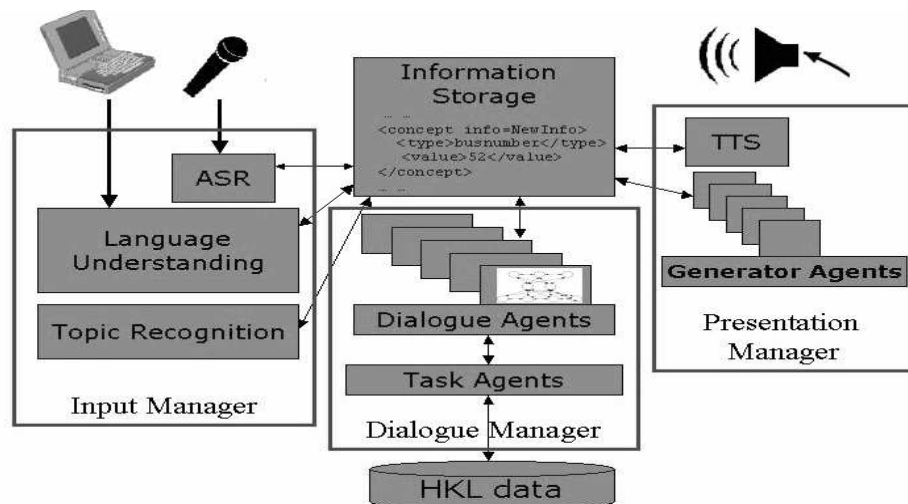 Information
Storage
... ...
<concept info=NewInfo>
<type>busnumber</type>
<value>52</value>
</concept>
... ...
ASR
Language
Understanding
Topic Recognition
Input Manager
Dialogue Agents
Task Agents
Dialogue Manager
HKL data
TTS
Generator Agents
Presentation
Manager